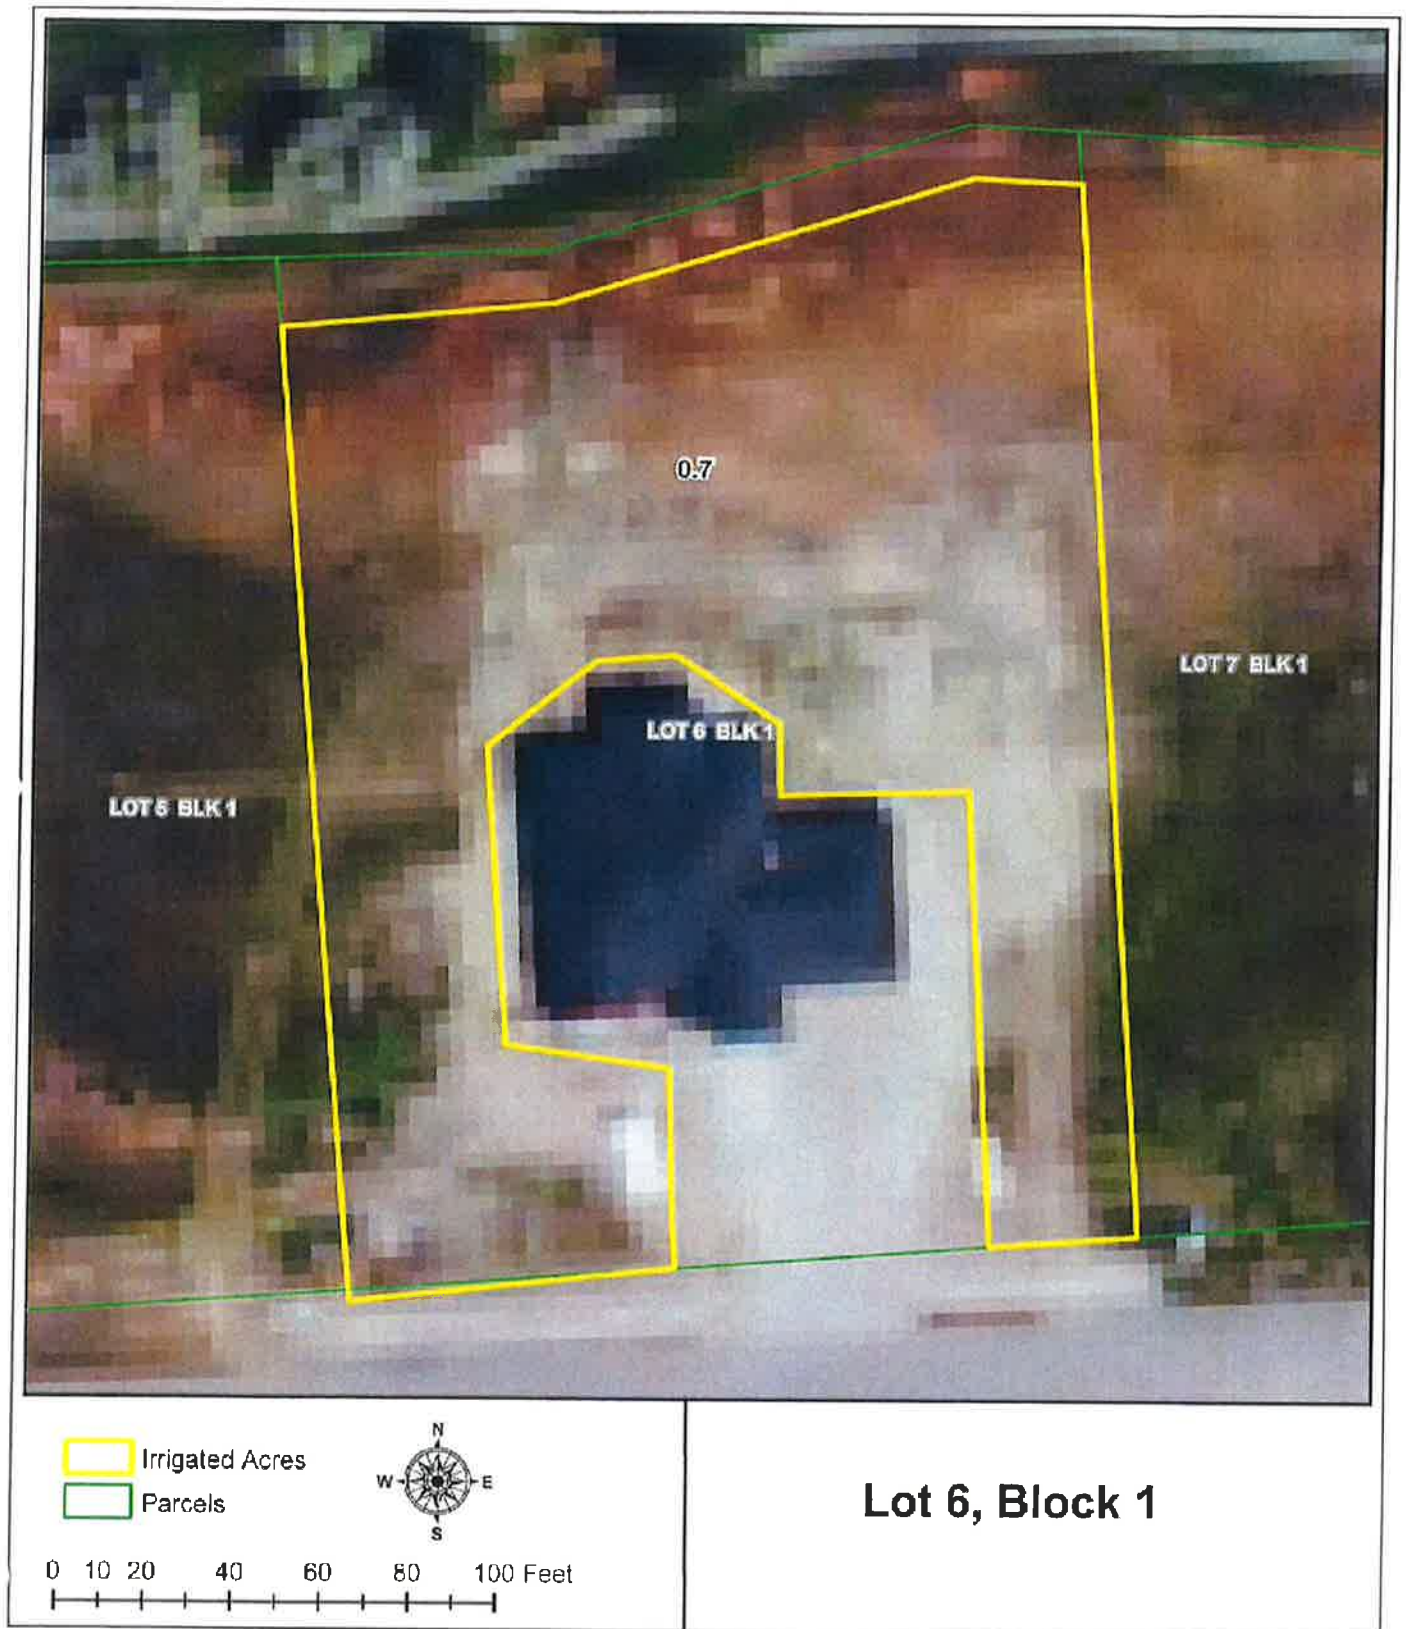 0.7
LOT 7 BLK 1
LOT 6 BLK 1
LOT 5 BLK 1
Irrigated Acres
Parcels
N
W E
S
0 10 20 40 60 80 100 Feet
Lot 6, Block 1